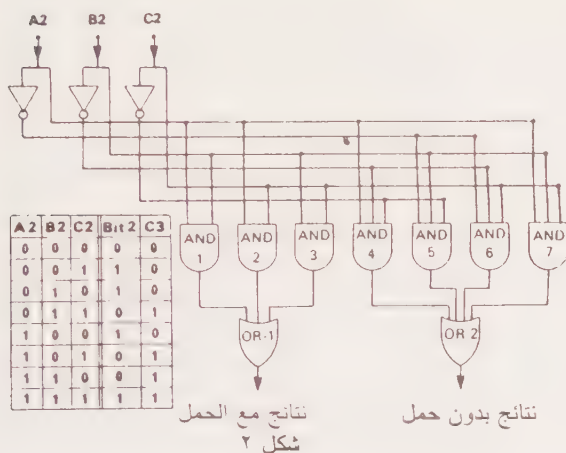 A2 B2 C2
A2 B2 C2 Bit 2 C3
0 0 0 0 0
0 0 1 1 0
0 1 0 1 0
0 1 1 0 1
1 0 0 1 0
1 0 1 0 1
1 1 0 0 1
1 1 1 1 1
AND 1
AND 2
AND 3
AND 4
AND 5
AND 6
AND 7
OR-1
OR-2
نتائج مع الحمل
نتائج بدون حمل
شكل ٢